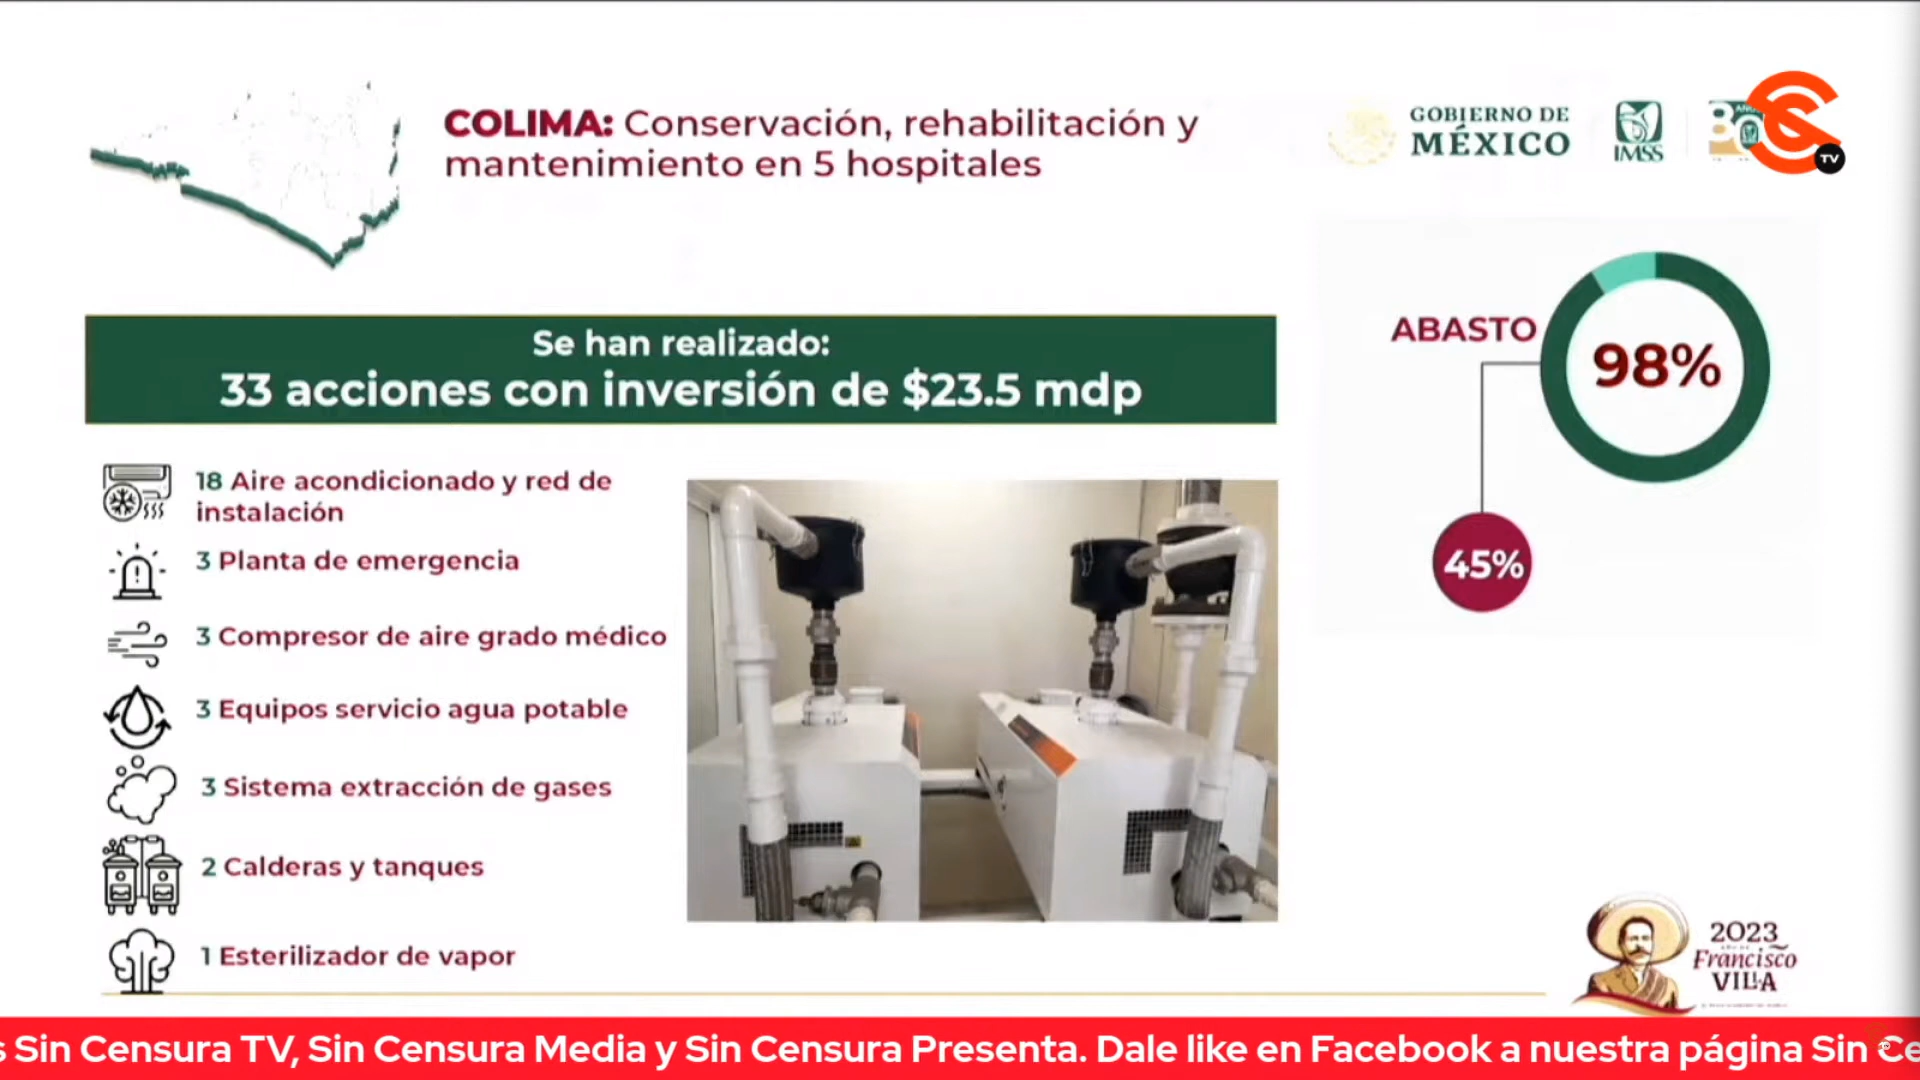 COLIMA: Conservación, rehabilitación y
mantenimiento en 5 hospitales
GOBIERNO DE
MÉXICO
IMSS
TV
Se han realizado:
33 acciones con inversión de $23.5 mdp
ABASTO
98%
45%
18 Aire acondicionado y red de
instalación
3 Planta de emergencia
3 Compresor de aire grado médico
3 Equipos servicio agua potable
3 Sistema extracción de gases
2 Calderas y tanques
1 Esterilizador de vapor
2023
Francisco
VILLA
Sin Censura TV, Sin Censura Media y Sin Censura Presenta. Dale like en Facebook a nuestra página Sin